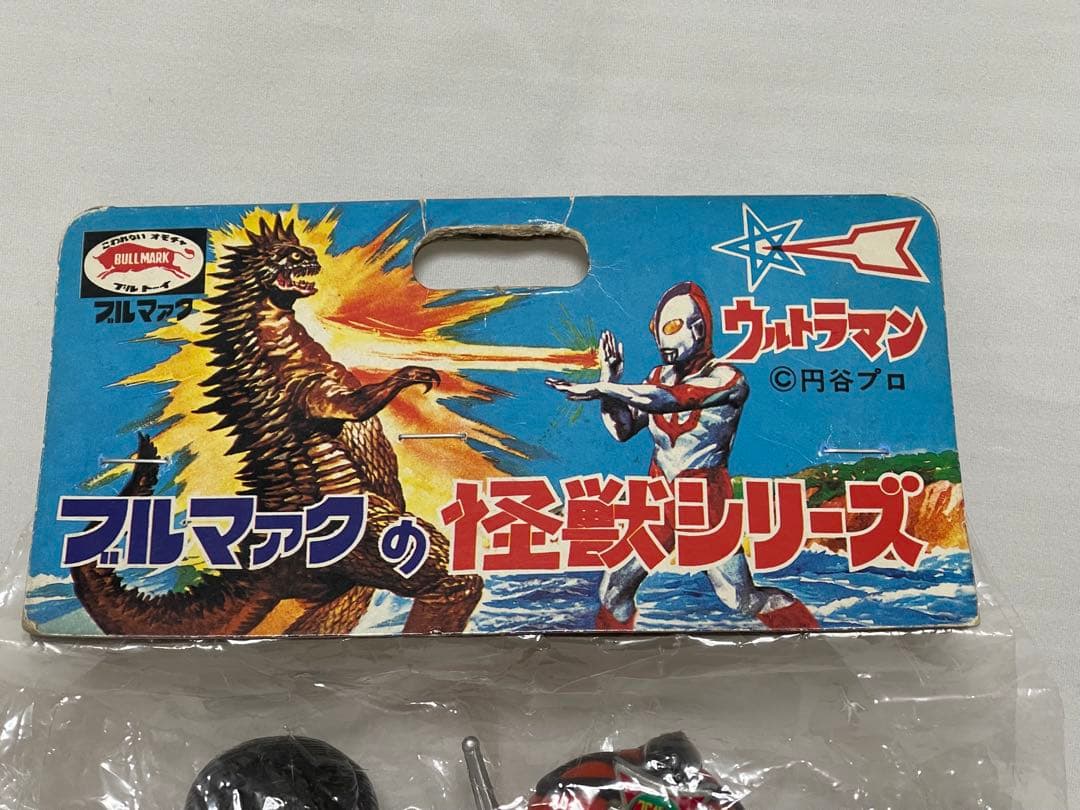 こわれない オモチャ
BULLMARK
ブルトーイ
ブルマァク
ウルトラマン
©円谷プロ
ブルマァクの怪獣シリーズ